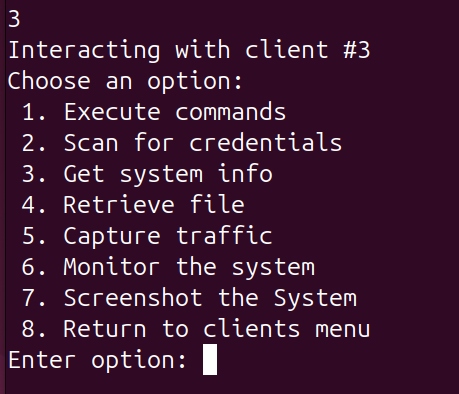 3
Interacting with client #3
Choose an option:
1. Execute commands
2. Scan for credentials
3. Get system info
4. Retrieve file
5. Capture traffic
6. Monitor the system
7. Screenshot the System
8. Return to clients menu
Enter option: